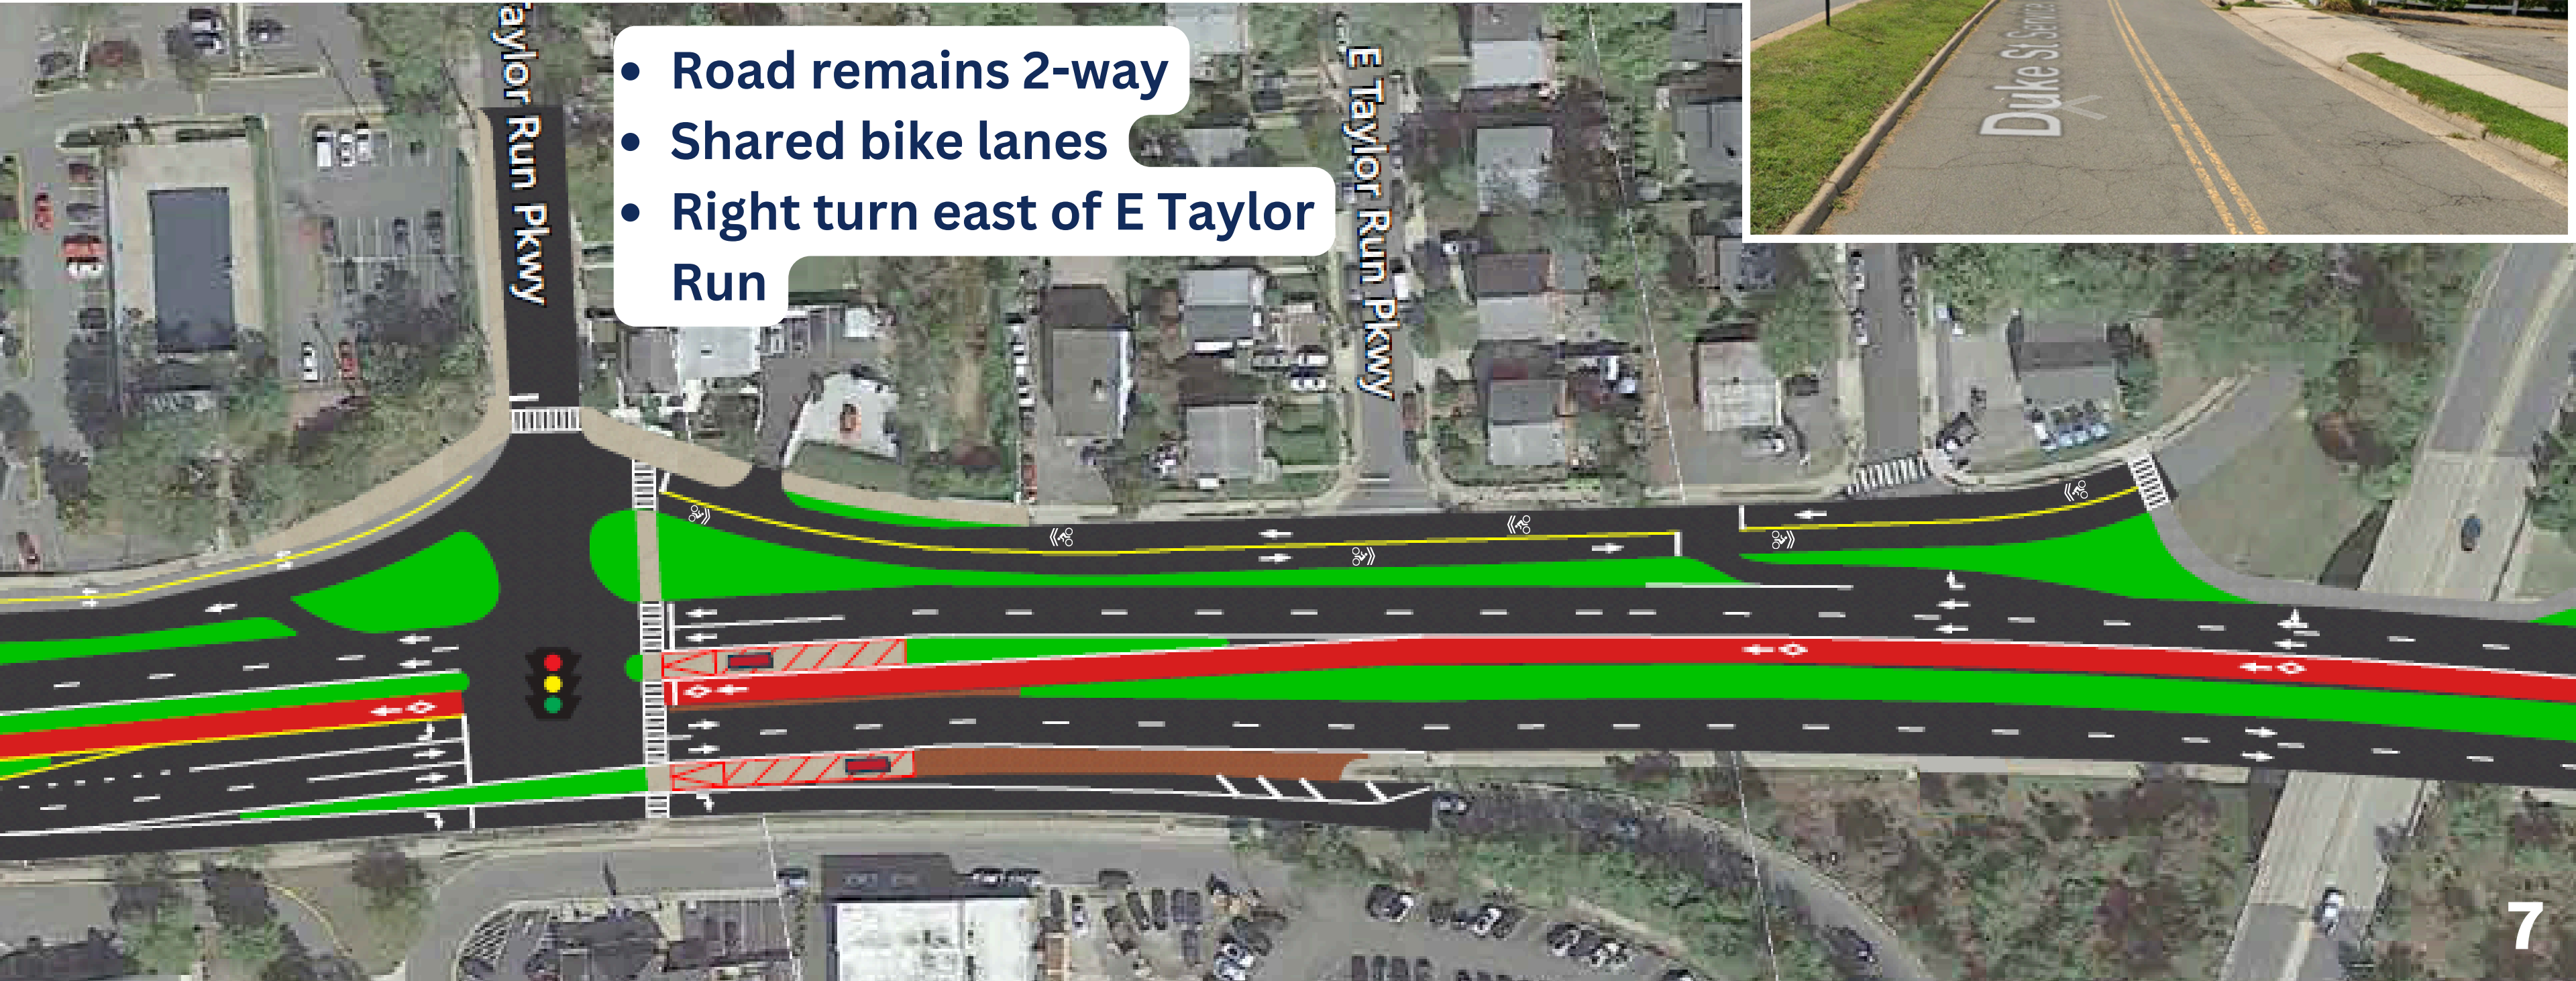 aylor Run Pkwy
• Road remains 2-way
• Shared bike lanes
• Right turn east of E Taylor
Run
E Taylor Run Pkwy
Duke St Service
7